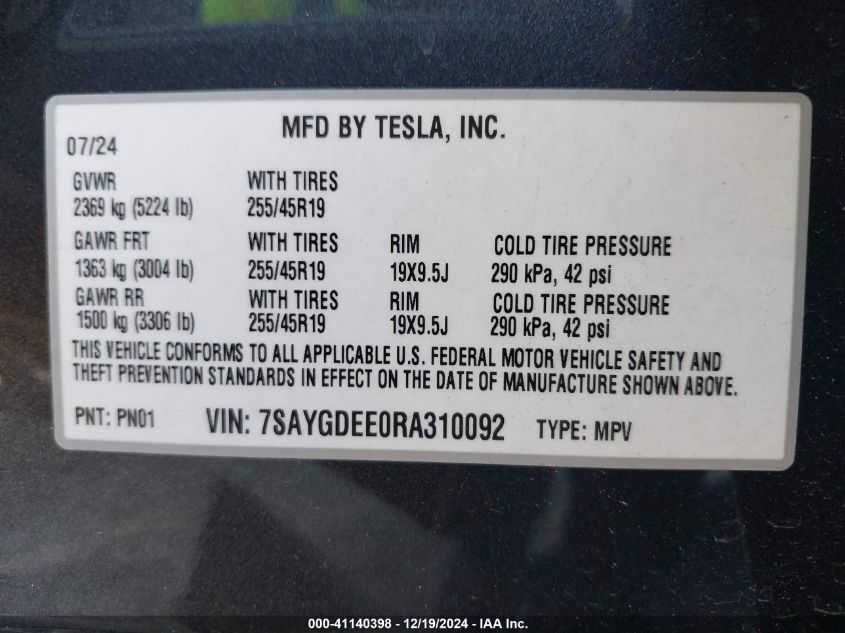 MFD BY TESLA, INC.
07/24
GVWR WITH TIRES
2369 kg (5224 lb) 255/45R19
GAWR FRT WITH TIRES RIM COLD TIRE PRESSURE
1363 kg (3004 lb) 255/45R19 19X9.5J 290 kPa, 42 psi
GAWR RR WITH TIRES RIM COLD TIRE PRESSURE
1500 kg (3306 lb) 255/45R19 19X9.5J 290 kPa, 42 psi
THIS VEHICLE CONFORMS TO ALL APPLICABLE U.S. FEDERAL MOTOR VEHICLE SAFETY AND
THEFT PREVENTION STANDARDS IN EFFECT ON THE DATE OF MANUFACTURE SHOWN ABOVE.
PNT: PN01 VIN: 7SAYGDEE0RA310092 TYPE: MPV
000-41140398 - 12/19/2024 - IAA Inc.